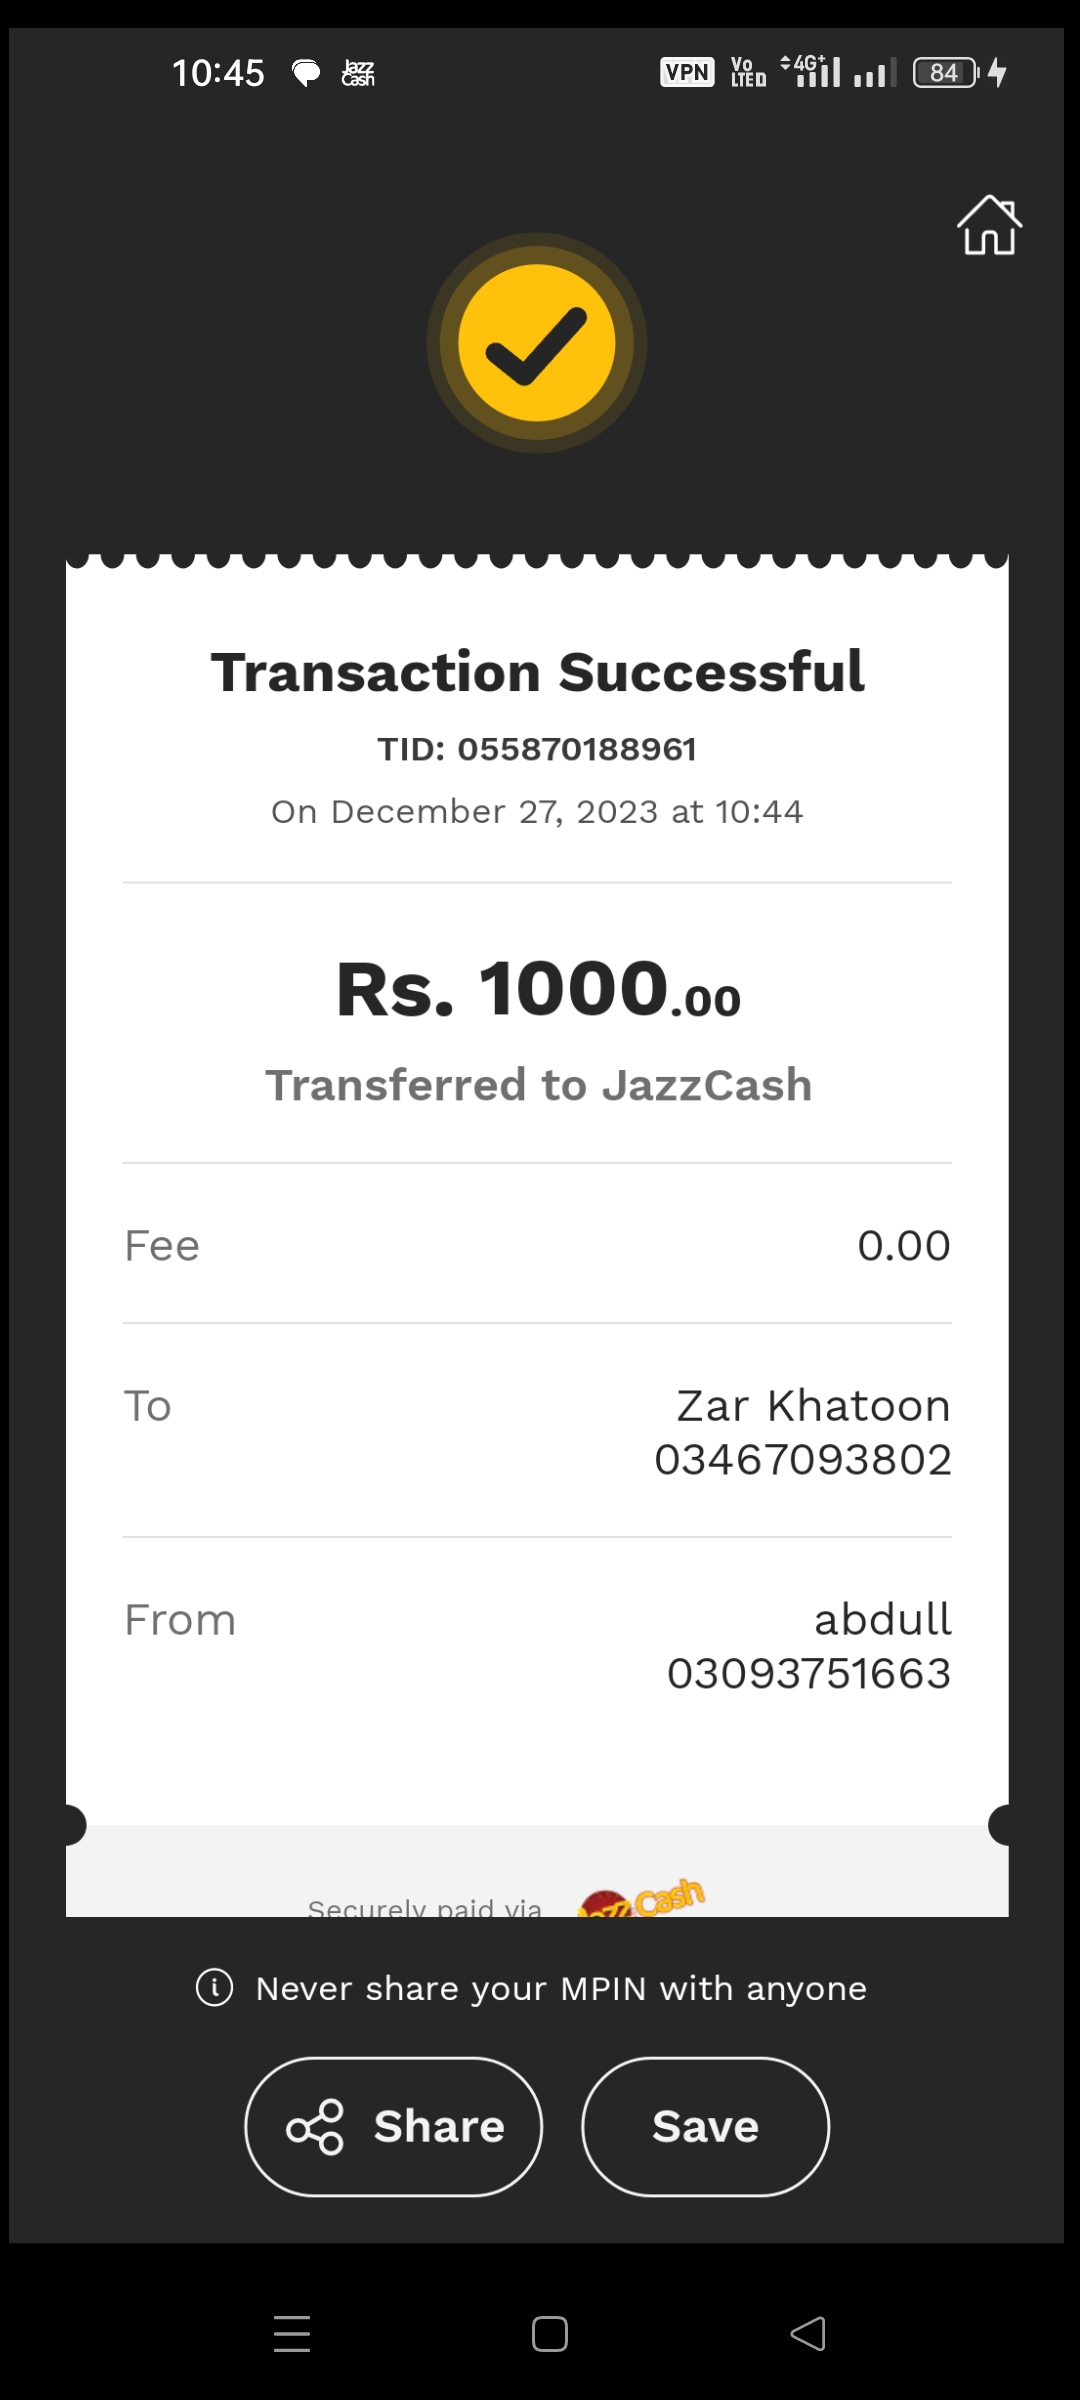 10:45 Jazz Cash VPN Vo LTE 4G+ 84
Transaction Successful
TID: 055870188961
On December 27, 2023 at 10:44
Rs. 1000.00
Transferred to JazzCash
Fee 0.00
To Zar Khatoon
03467093802
From abdull
03093751663
Securely paid via JazzCash
Never share your MPIN with anyone
Share Save